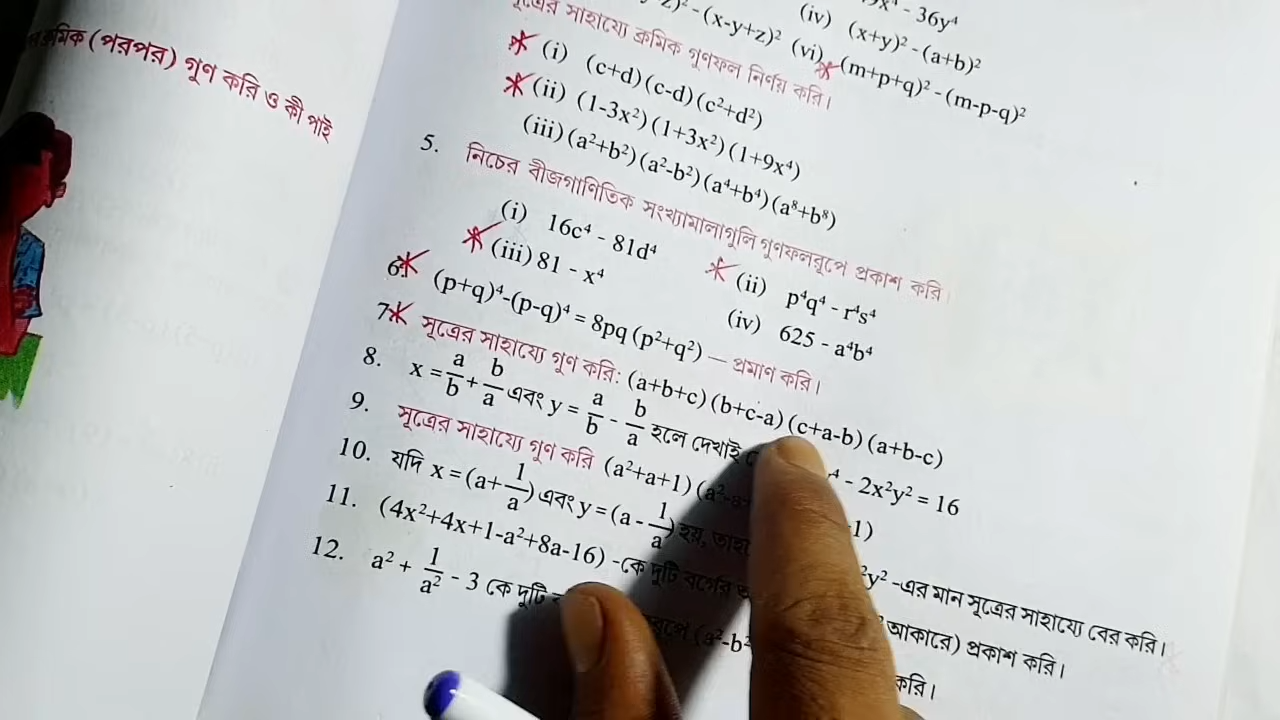 ক্রমিক (পরপর) গুণ করি ও কী পাই
- 36y⁴
(iv) (x+y)² - (a+b)²
-(x-y+z)² (vi) (m+p+q)² - (m-p-q)²
সূত্রের সাহায্যে ক্রমিক গুণফল নির্ণয় করি।
(i) (c+d) (c-d) (c²+d²)
(ii) (1-3x²) (1+3x²) (1+9x⁴)
(iii) (a²+b²) (a²-b²) (a⁴+b⁴) (a⁸+b⁸)
5. নিচের বীজগাণিতিক সংখ্যামালাগুলি গুণফলরূপে প্রকাশ করি।
(i) 16c⁴ - 81d⁴ (ii) p⁴q⁴ - r⁴s⁴
(iii) 81 - x⁴ (iv) 625 - a⁴b⁴
6. (p+q)⁴-(p-q)⁴ = 8pq (p²+q²) — প্রমাণ করি।
7. সূত্রের সাহায্যে গুণ করি: (a+b+c) (b+c-a) (c+a-b) (a+b-c)
8. x = a/b + b/a এবং y = a/b - b/a হলে দেখাই - 2x²y² = 16
9. সূত্রের সাহায্যে গুণ করি (a²+a+1)
10. যদি x = (a+ 1/a) এবং y = (a - 1/a) হয়, y² -এর মান সূত্রের সাহায্যে বের করি।
11. (4x²+4x+1-a²+8a-16) -কে দুটি বর্গের আকারে) প্রকাশ করি।
12. a² + 1/a² - 3 কে দুটি (a²-b² করি।